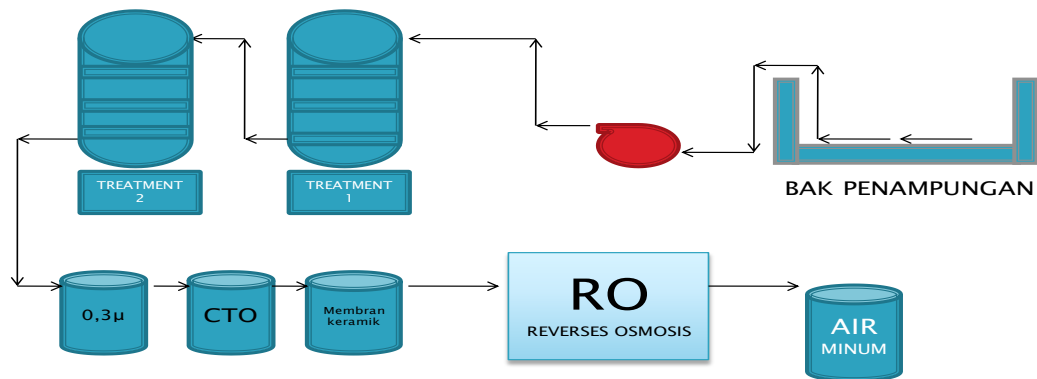 TREATMENT
2
TREATMENT
1
BAK PENAMPUNGAN
0,3µ
CTO
Membran
keramik
RO
REVERSES OSMOSIS
AIR
MINUM